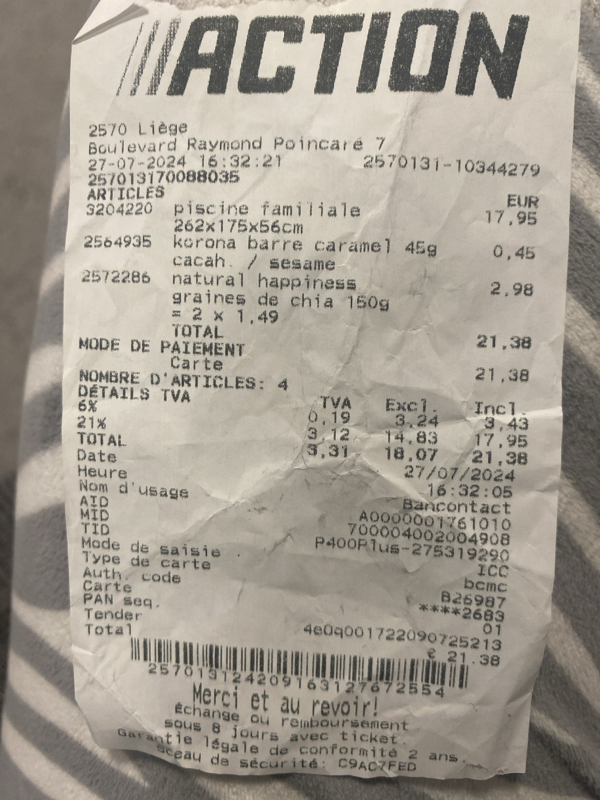 ACTION
2570 Liège
Boulevard Raymond Poincaré 7
27-07-2024 16:32:21 2570131-10344279
257013170088035
ARTICLES EUR
3204220 piscine familiale 17,95
262x175x56cm
2564935 korona barre caramel 45g 0,45
cacah. / sesame
2572286 natural happiness 2,98
graines de chia 150g
= 2 x 1,49
TOTAL 21,38
MODE DE PAIEMENT
Carte 21,38
NOMBRE D'ARTICLES: 4
DÉTAILS TVA TVA Excl. Incl.
6% 0,19 3,24 3,43
21% 3,12 14,83 17,95
TOTAL 3,31 18,07 21,38
Date 27/07/2024
Heure 16:32:05
Nom d'usage Bancontact
AID A0000001761010
MID 700004002004908
TID P400Plus-275319290
Mode de saisie ICC
Type de carte bcmc
Auth. code B26987
Carte ****2683
PAN seq. 01
Tender 4e0q001722090725213
Total € 21.38
257013124209163127672554
Merci et au revoir!
Échange ou remboursement
sous 8 jours avec ticket.
Garantie légale de conformité 2 ans.
Sceau de sécurité: C9AC7FED